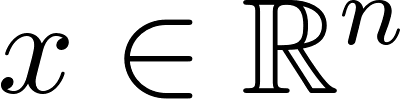 x ∈ ℝⁿ